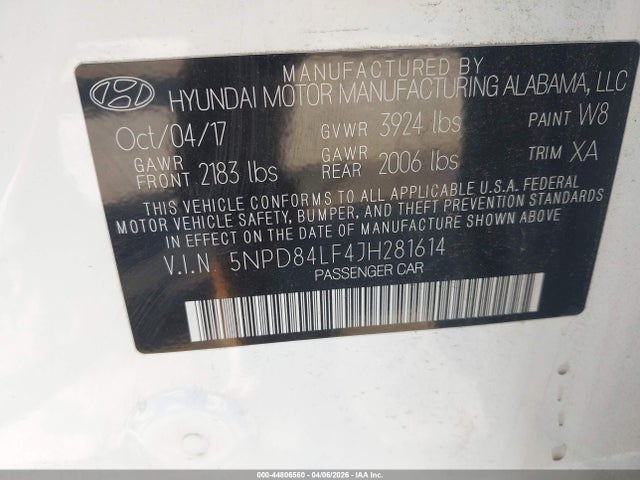 MANUFACTURED BY
HYUNDAI MOTOR MANUFACTURING ALABAMA, LLC
Oct/04/17 GVWR 3924 lbs PAINT W8
GAWR FRONT 2183 lbs GAWR REAR 2006 lbs TRIM XA
THIS VEHICLE CONFORMS TO ALL APPLICABLE U.S.A. FEDERAL
MOTOR VEHICLE SAFETY, BUMPER, AND THEFT PREVENTION
STANDARDS IN EFFECT ON THE DATE OF MANUFACTURE SHOWN ABOVE
V.I.N. 5NPD84LF4JH281614
PASSENGER CAR
000-44806560 - 04/06/2026 - IAA Inc.